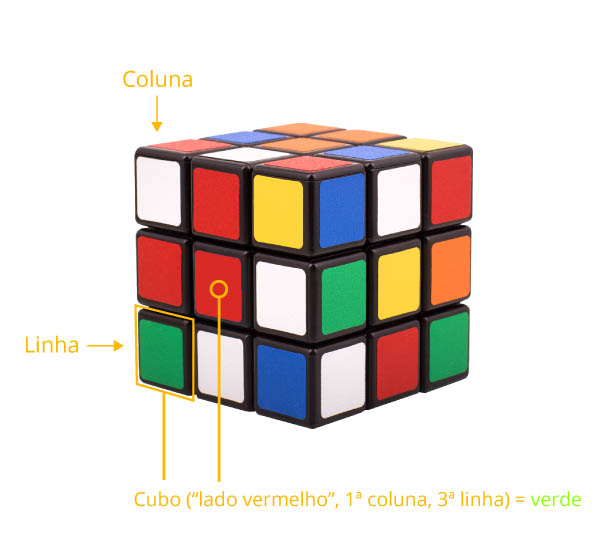 Coluna
Linha
Cubo (“lado vermelho”, 1ª coluna, 3ª linha) = verde